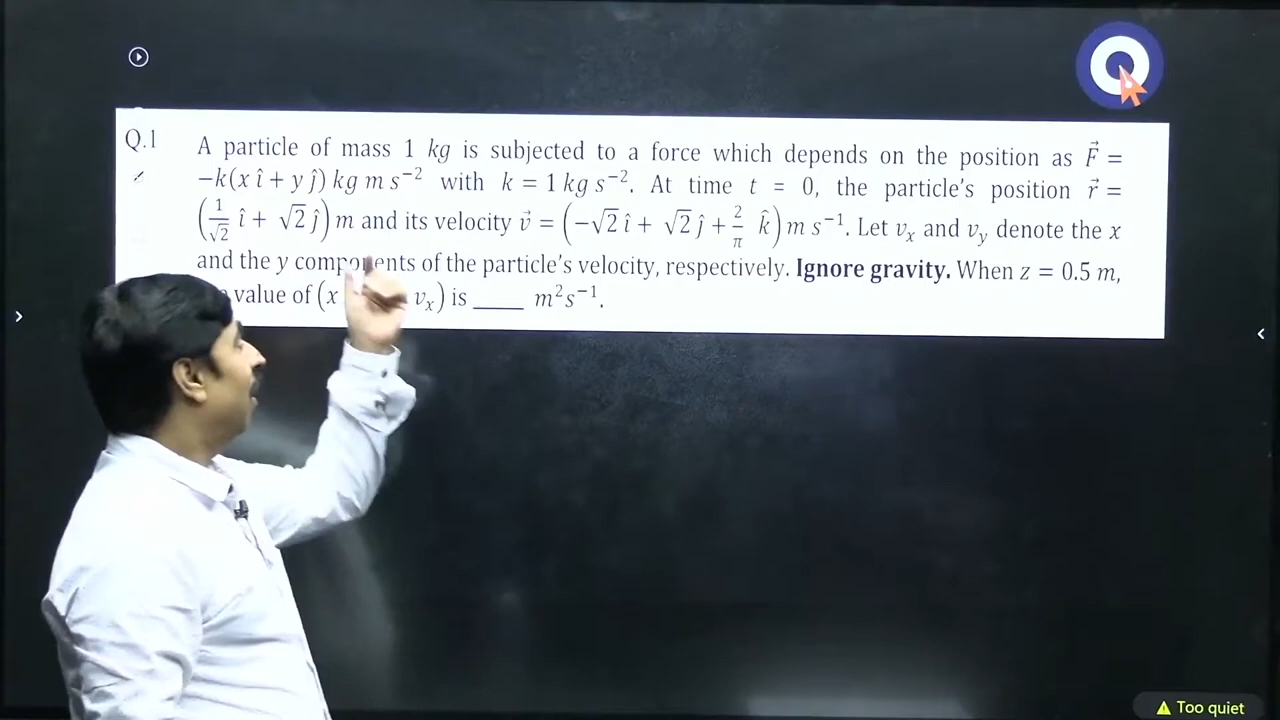 Q.1 A particle of mass 1 kg is subjected to a force which depends on the position as F⃗ =
−k(x î + y ĵ) kg m s⁻² with k = 1 kg s⁻². At time t = 0, the particle's position r⃗ =
(1/√2 î + √2 ĵ) m and its velocity v⃗ = (−√2 î + √2 ĵ + 2/π k̂) m s⁻¹. Let vₓ and v_y denote the x
and the y components of the particle's velocity, respectively. Ignore gravity. When z = 0.5 m,
value of (x vₓ) is ____ m²s⁻¹.
Too quiet